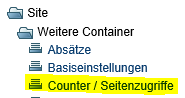 Site
Weitere Container
Absätze
Basiseinstellungen
Counter / Seitenzugriffe